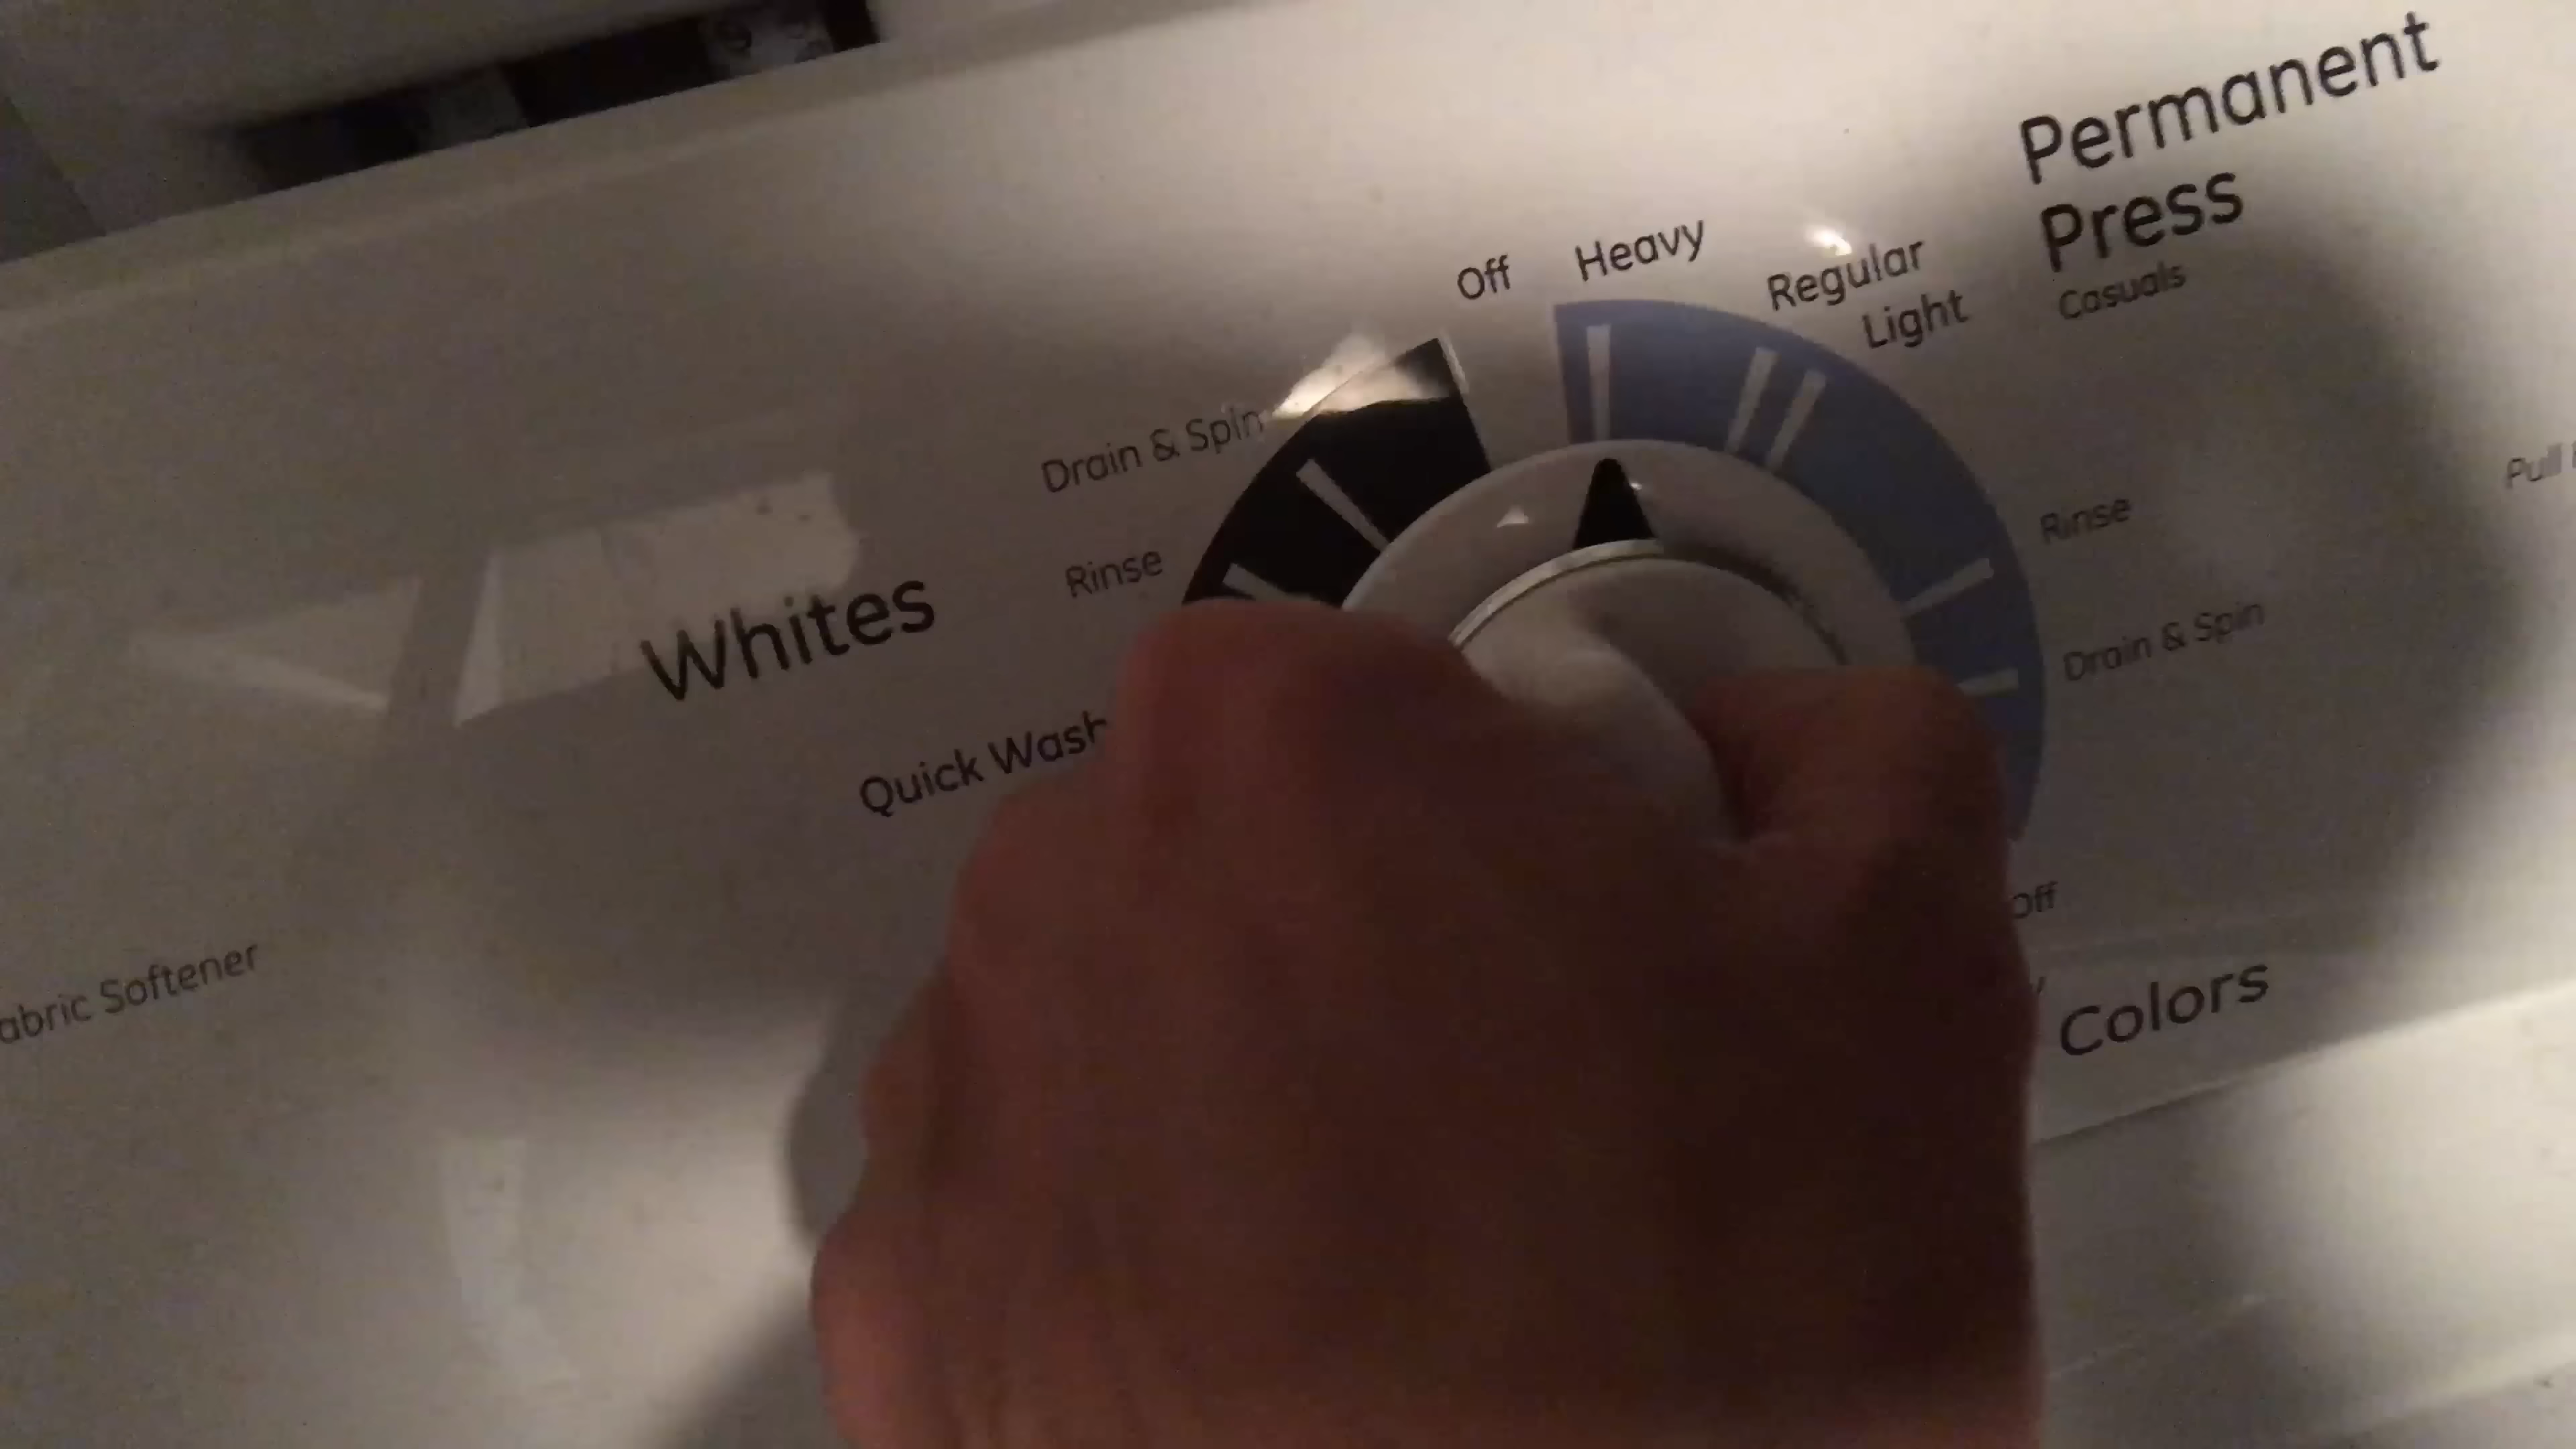 Permanent
Press
Casuals
Off
Heavy
Regular
Light
Drain & Spin
Rinse
Whites
Quick Wash
Rinse
Drain & Spin
Pull
Off
Colors
Softener